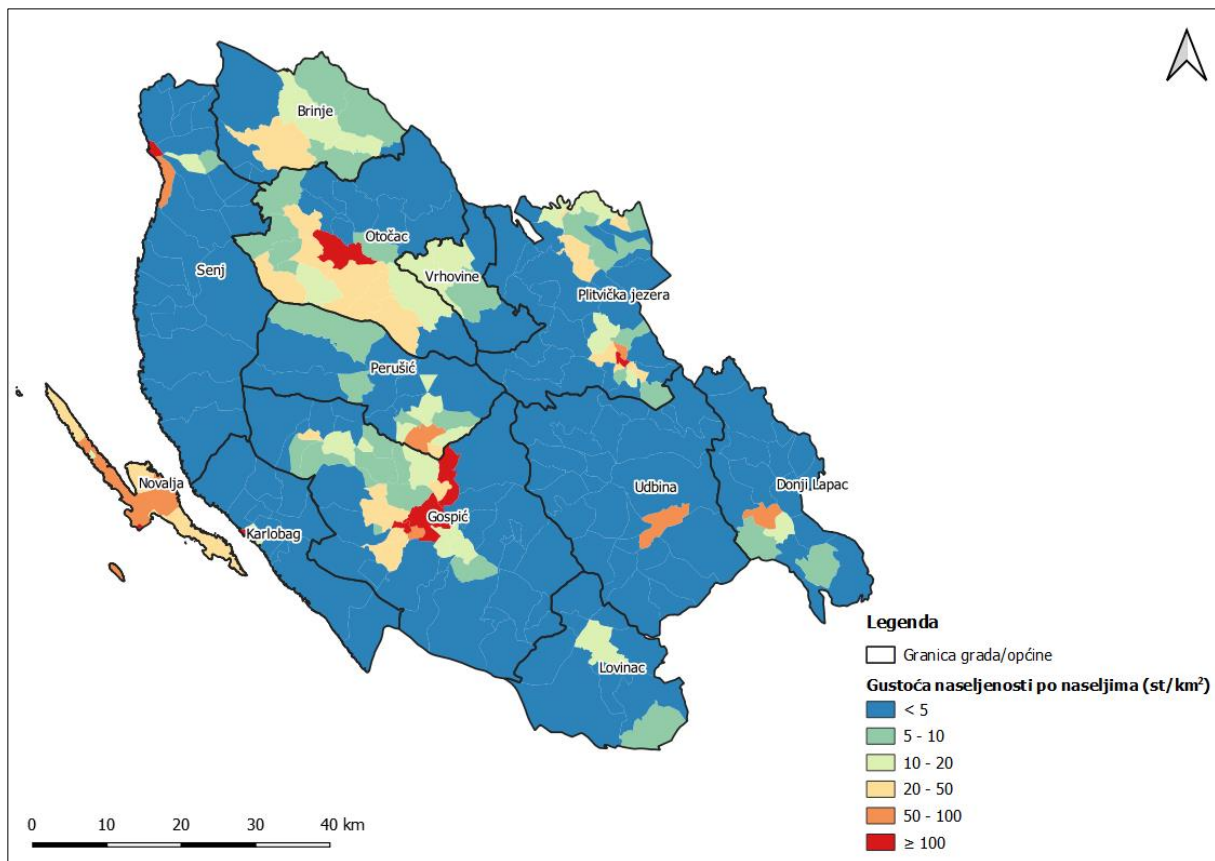 Brinje
Otočac
Senj
Vrhovine
Plitvička jezera
Perušić
Novalja
Karlobag
Gospić
Udbina
Donji Lapac
Lovinac
Legenda
Granica grada/općine
Gustoća naseljenosti po naseljima (st/km²)
< 5
5 - 10
10 - 20
20 - 50
50 - 100
≥ 100
0 10 20 30 40 km